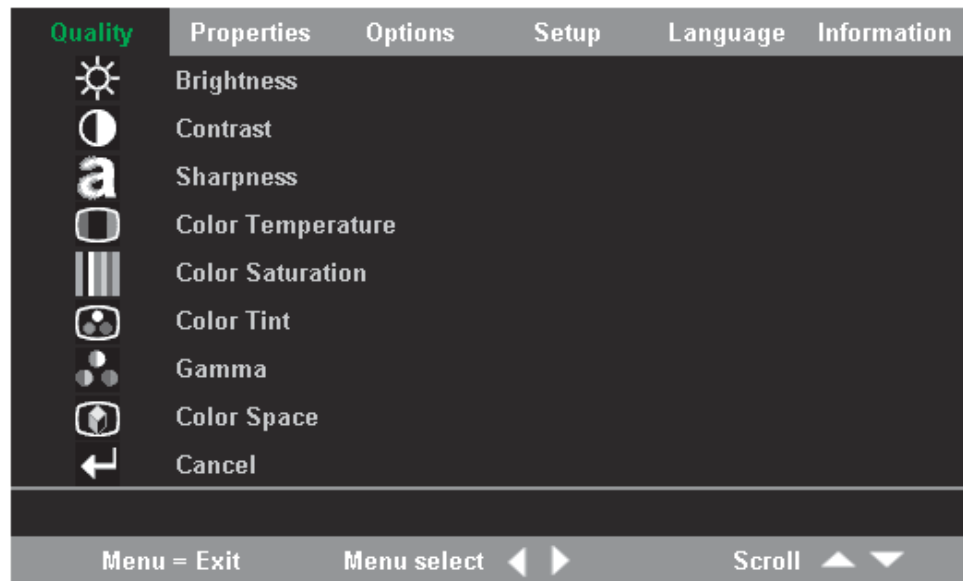 Quality Properties Options Setup Language Information
Brightness
Contrast
a Sharpness
Color Temperature
Color Saturation
Color Tint
Gamma
Color Space
Cancel
Menu = Exit Menu select Scroll